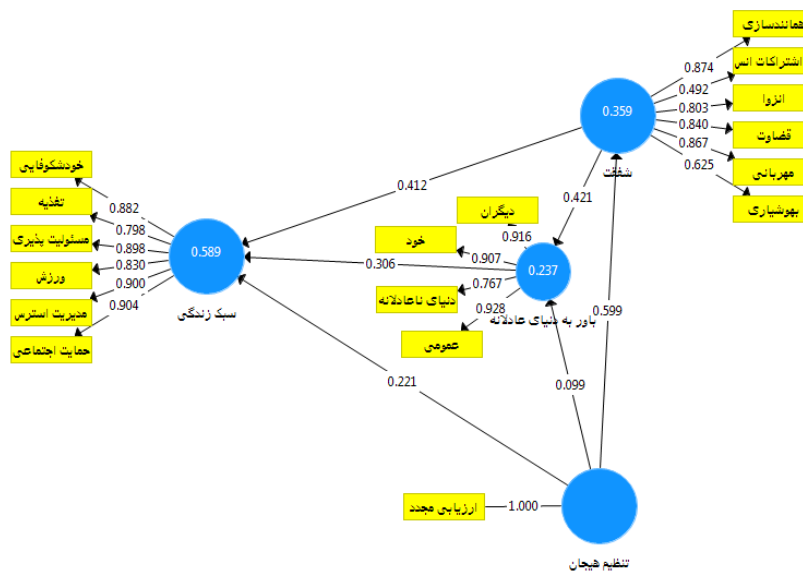 همانندسازی
اشتراکات انس
انزوا
قضاوت
مهربانی
بهوشیاری
0.874
0.492
0.803
0.840
0.867
0.625
0.359
شفقت
0.412
0.421
خودشکوفایی
تغذیه
مسئولیت پذیری
ورزش
مدیریت استرس
حمایت اجتماعی
0.882
0.798
0.898
0.830
0.900
0.904
0.589
سبک زندگی
دیگران
خود
دنیای ناعادلانه
عمومی
0.916
0.907
0.767
0.928
0.237
باور به دنیای عادلانه
0.306
0.599
0.221
0.099
ارزیابی مجدد
1.000
تنظیم هیجان